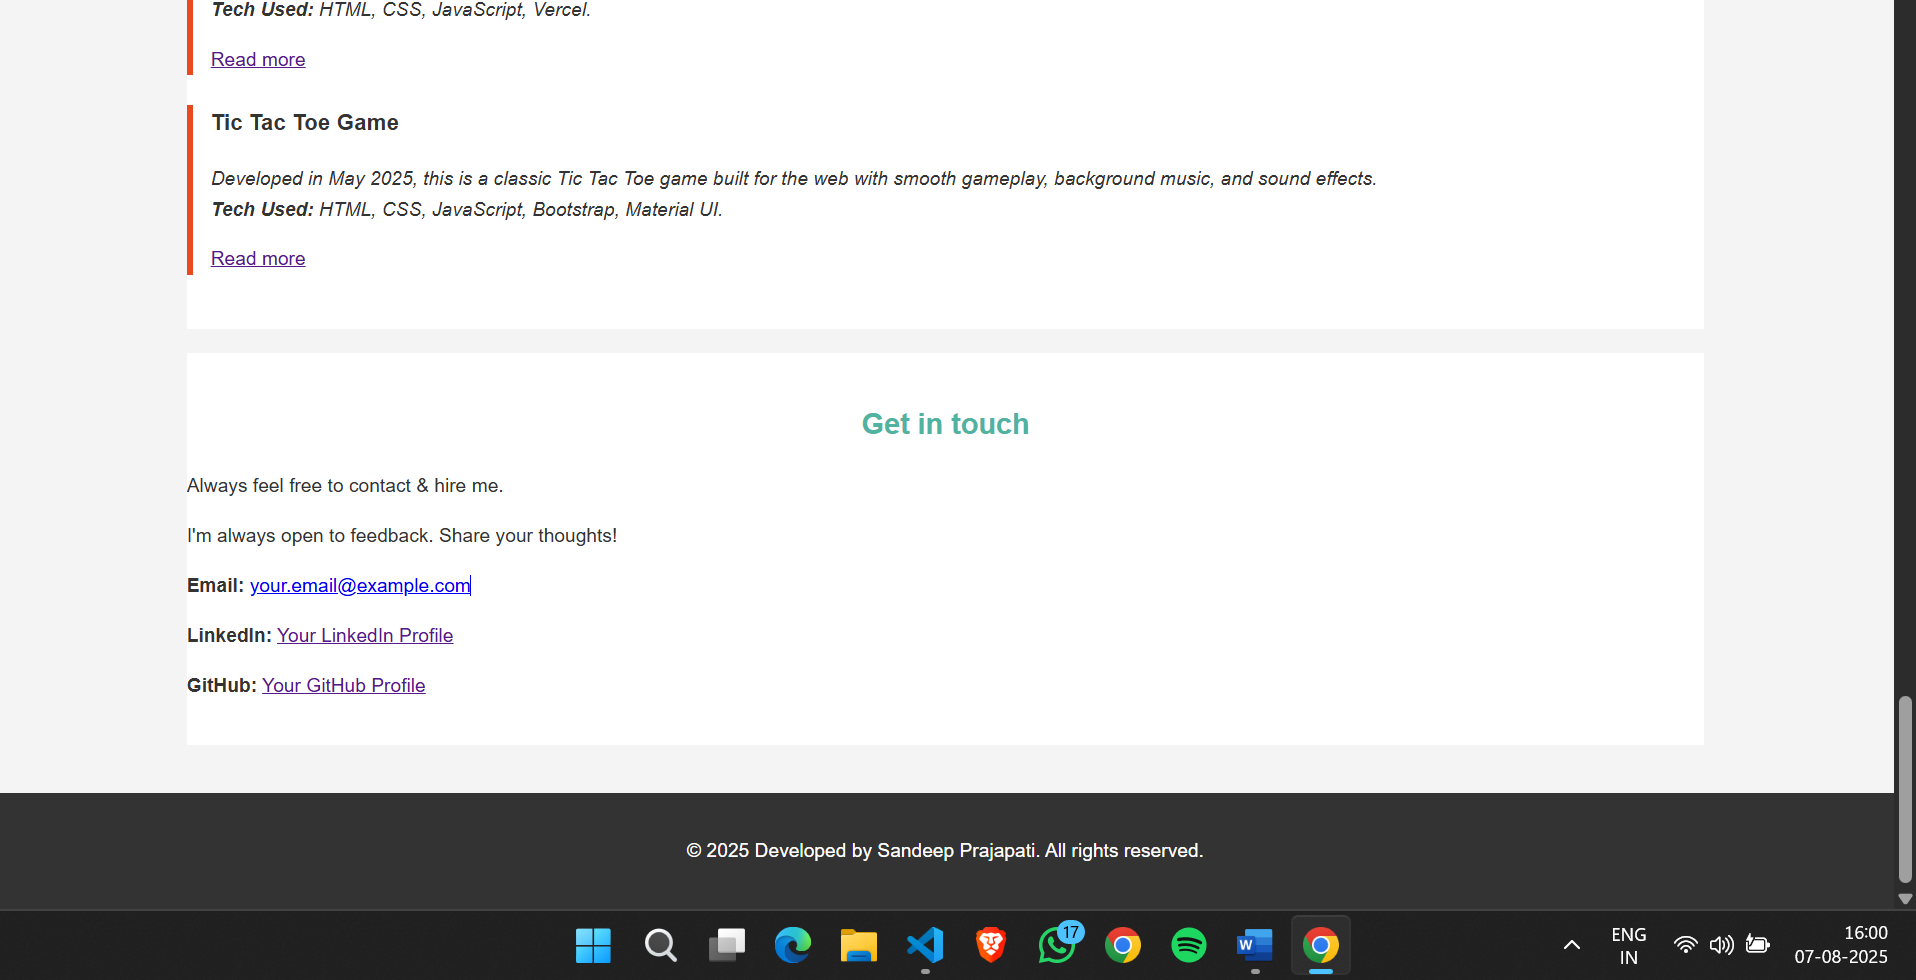 Tech Used: HTML, CSS, JavaScript, Vercel.
Read more
Tic Tac Toe Game
Developed in May 2025, this is a classic Tic Tac Toe game built for the web with smooth gameplay, background music, and sound effects.
Tech Used: HTML, CSS, JavaScript, Bootstrap, Material UI.
Read more
Get in touch
Always feel free to contact & hire me.
I'm always open to feedback. Share your thoughts!
Email: your.email@example.com
LinkedIn: Your LinkedIn Profile
GitHub: Your GitHub Profile
© 2025 Developed by Sandeep Prajapati. All rights reserved.
17
W
ENG
IN
16:00
07-08-2025